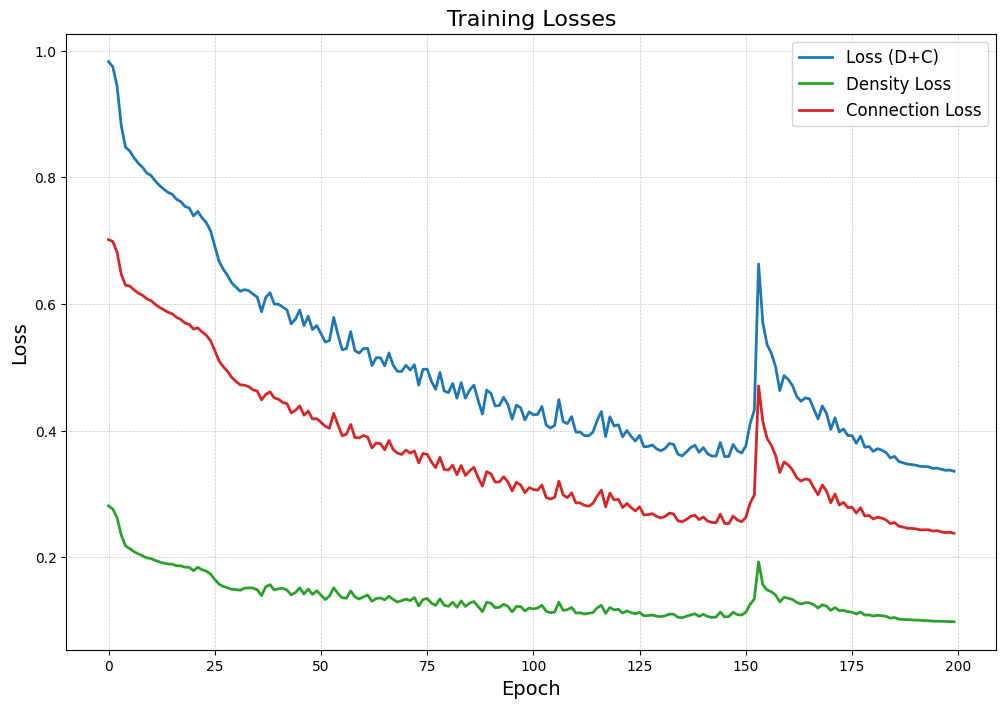 Training Losses
Loss (D+C)
Density Loss
Connection Loss
1.0
0.8
0.6
0.4
0.2
Loss
0 25 50 75 100 125 150 175 200
Epoch